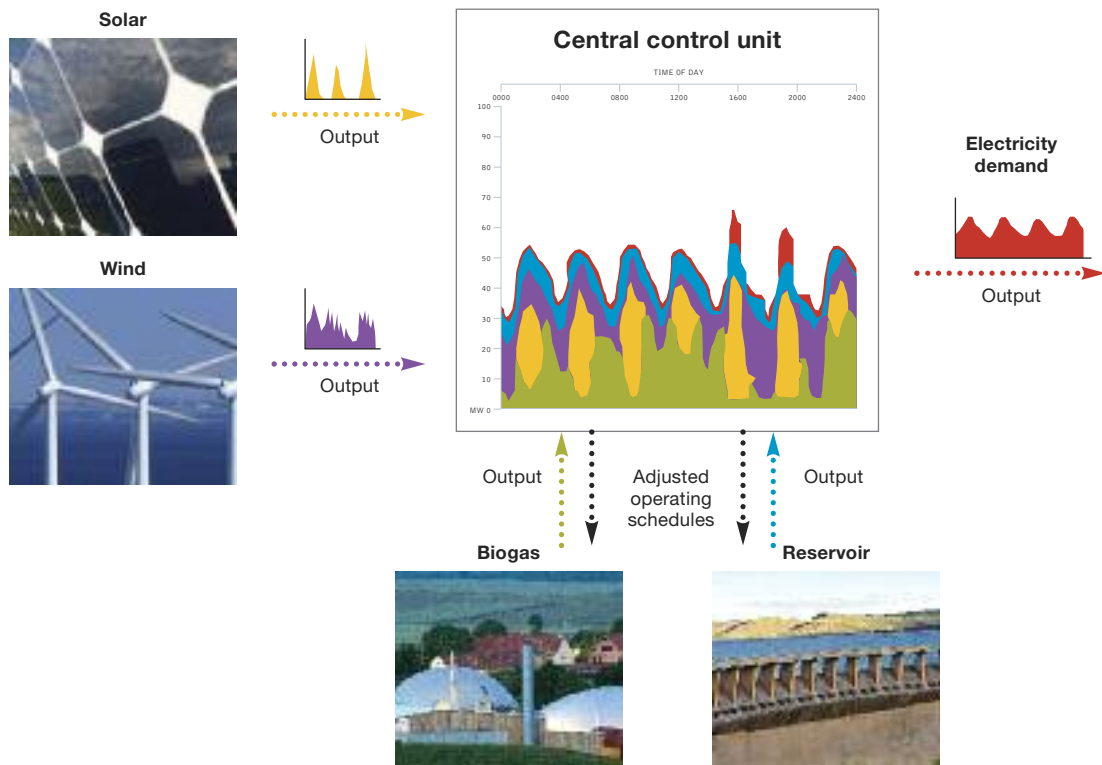 Solar
Output
Wind
Output
Central control unit
TIME OF DAY
0000 0400 0800 1200 1600 2000 2400
100
90
80
70
60
50
40
30
20
10
MW 0
Electricity
demand
Output
Output
Adjusted
operating
schedules
Output
Biogas
Reservoir